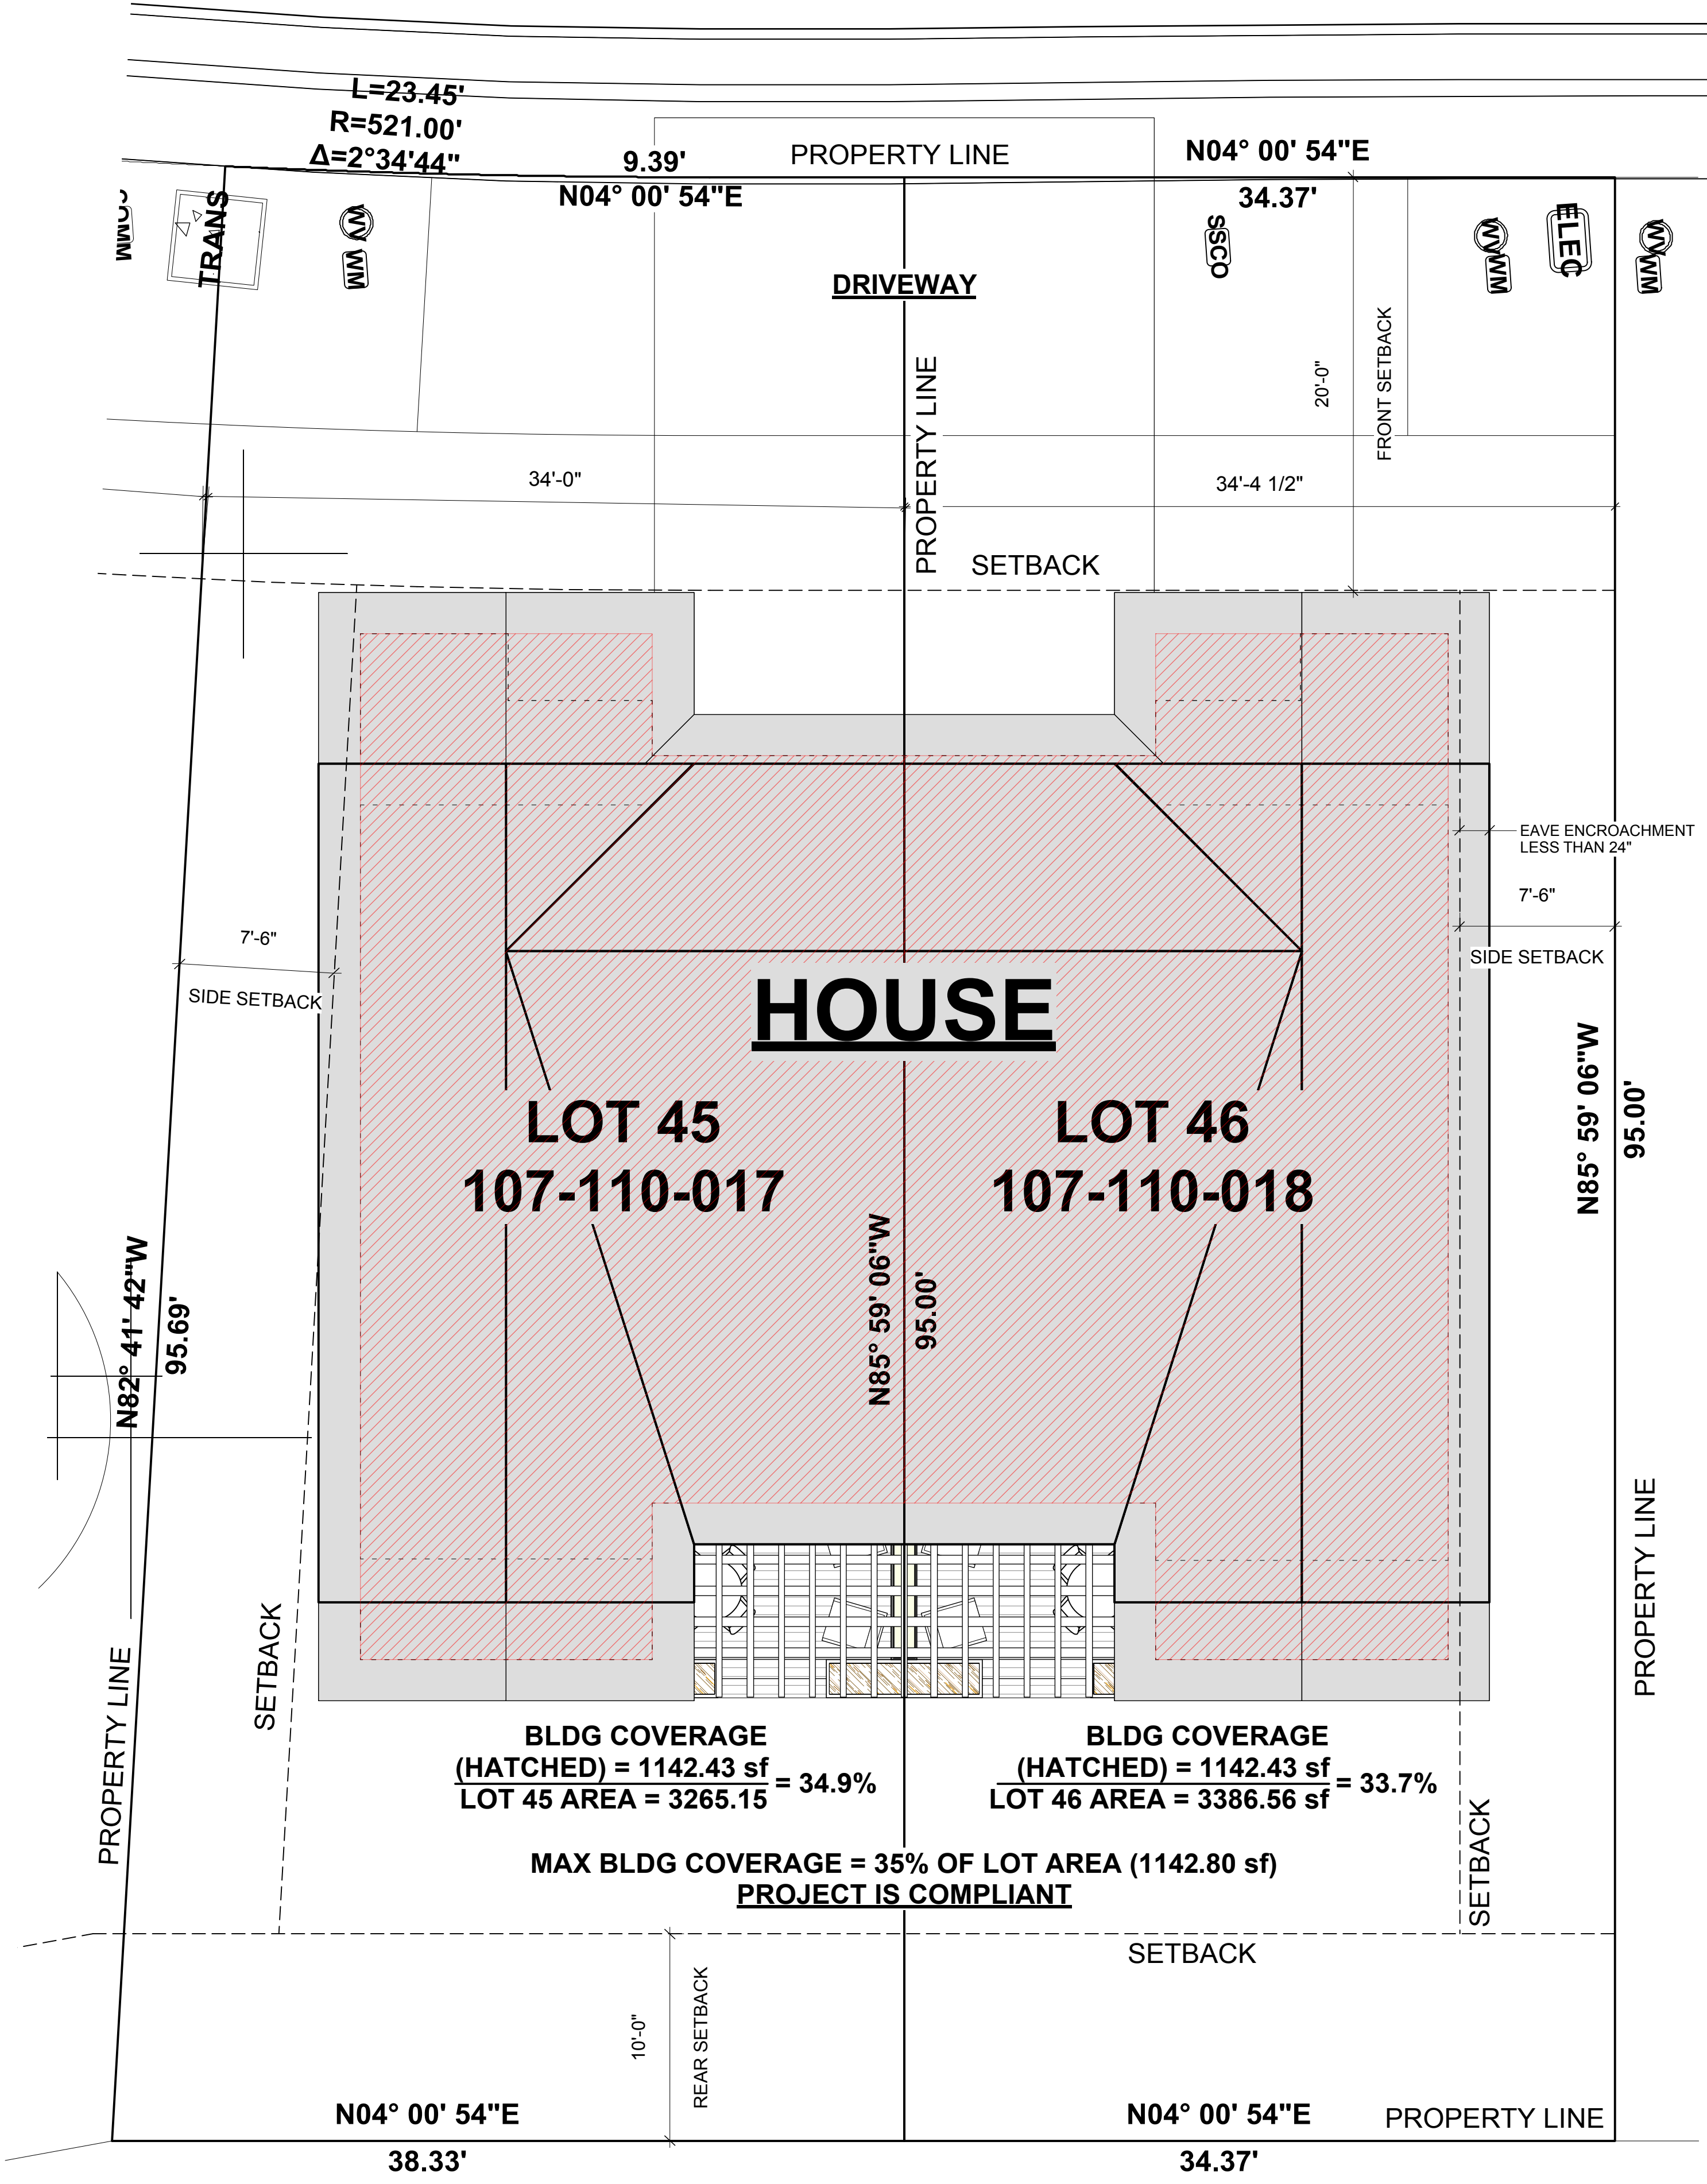 L=23.45'
R=521.00'
Δ=2°34'44"
9.39'
N04° 00' 54"E
PROPERTY LINE
N04° 00' 54"E
34.37'
COMM
TRANS
WV
WM
SSCO
WV
WM
ELEC
WV
WM
DRIVEWAY
PROPERTY LINE
20'-0"
FRONT SETBACK
34'-0"
34'-4 1/2"
SETBACK
EAVE ENCROACHMENT
LESS THAN 24"
7'-6"
SIDE SETBACK
7'-6"
SIDE SETBACK
HOUSE
LOT 45
107-110-017
LOT 46
107-110-018
N85° 59' 06"W
95.00'
N85° 59' 06"W
95.00'
N82° 41' 42"W
95.69'
PROPERTY LINE
SETBACK
PROPERTY LINE
BLDG COVERAGE
(HATCHED) = 1142.43 sf
LOT 45 AREA = 3265.15
= 34.9%
BLDG COVERAGE
(HATCHED) = 1142.43 sf
LOT 46 AREA = 3386.56 sf
= 33.7%
MAX BLDG COVERAGE = 35% OF LOT AREA (1142.80 sf)
PROJECT IS COMPLIANT
SETBACK
SETBACK
10'-0"
REAR SETBACK
N04° 00' 54"E
38.33'
N04° 00' 54"E
34.37'
PROPERTY LINE